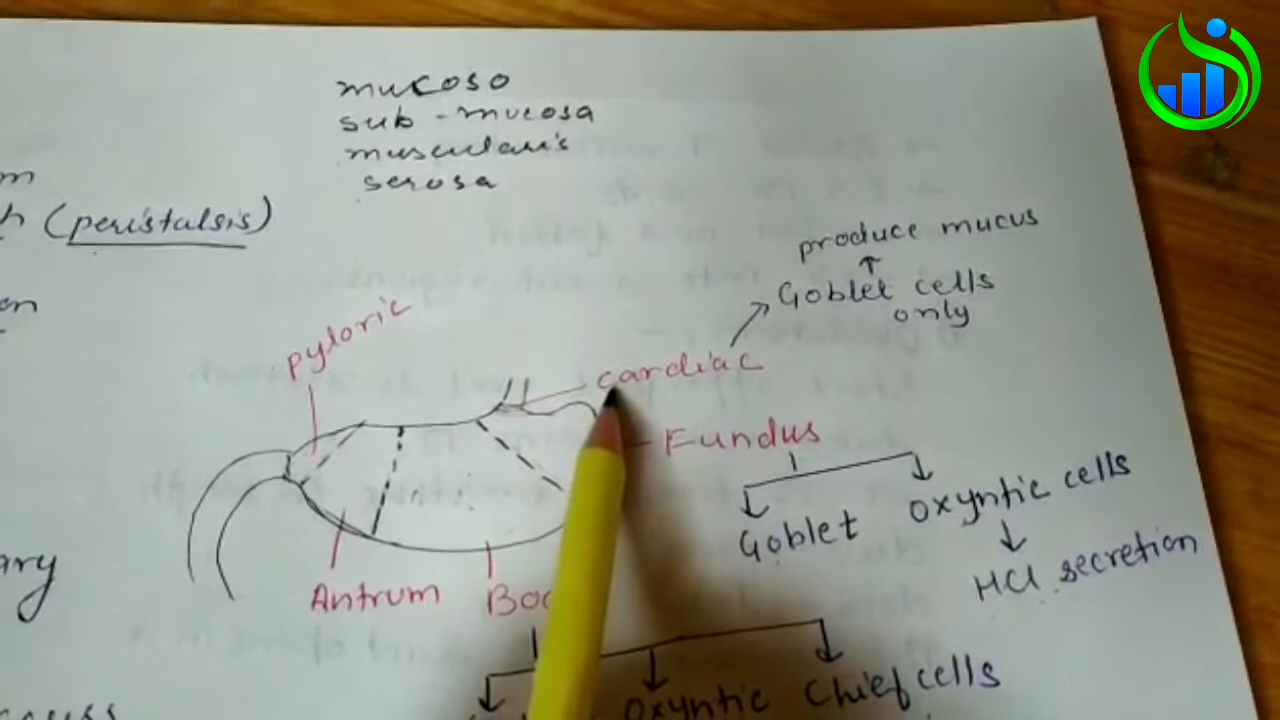 mucoso
sub-mucosa
muscularis
serosa
(peristalsis)
produce mucus
Goblet cells
only
pyloric
cardiac
Fundus
Goblet
Oxyntic cells
HCl secretion
Antrum
Oxyntic
Chief cells